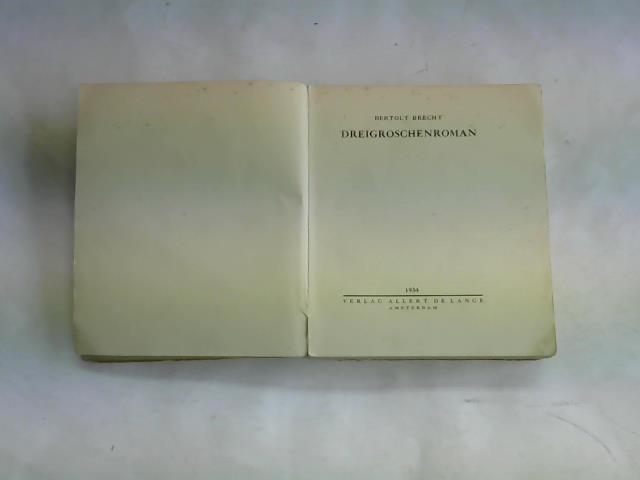 BERTOLT BRECHT
DREIGROSCHENROMAN
1934
VERLAG ALLERT DE LANGE
AMSTERDAM